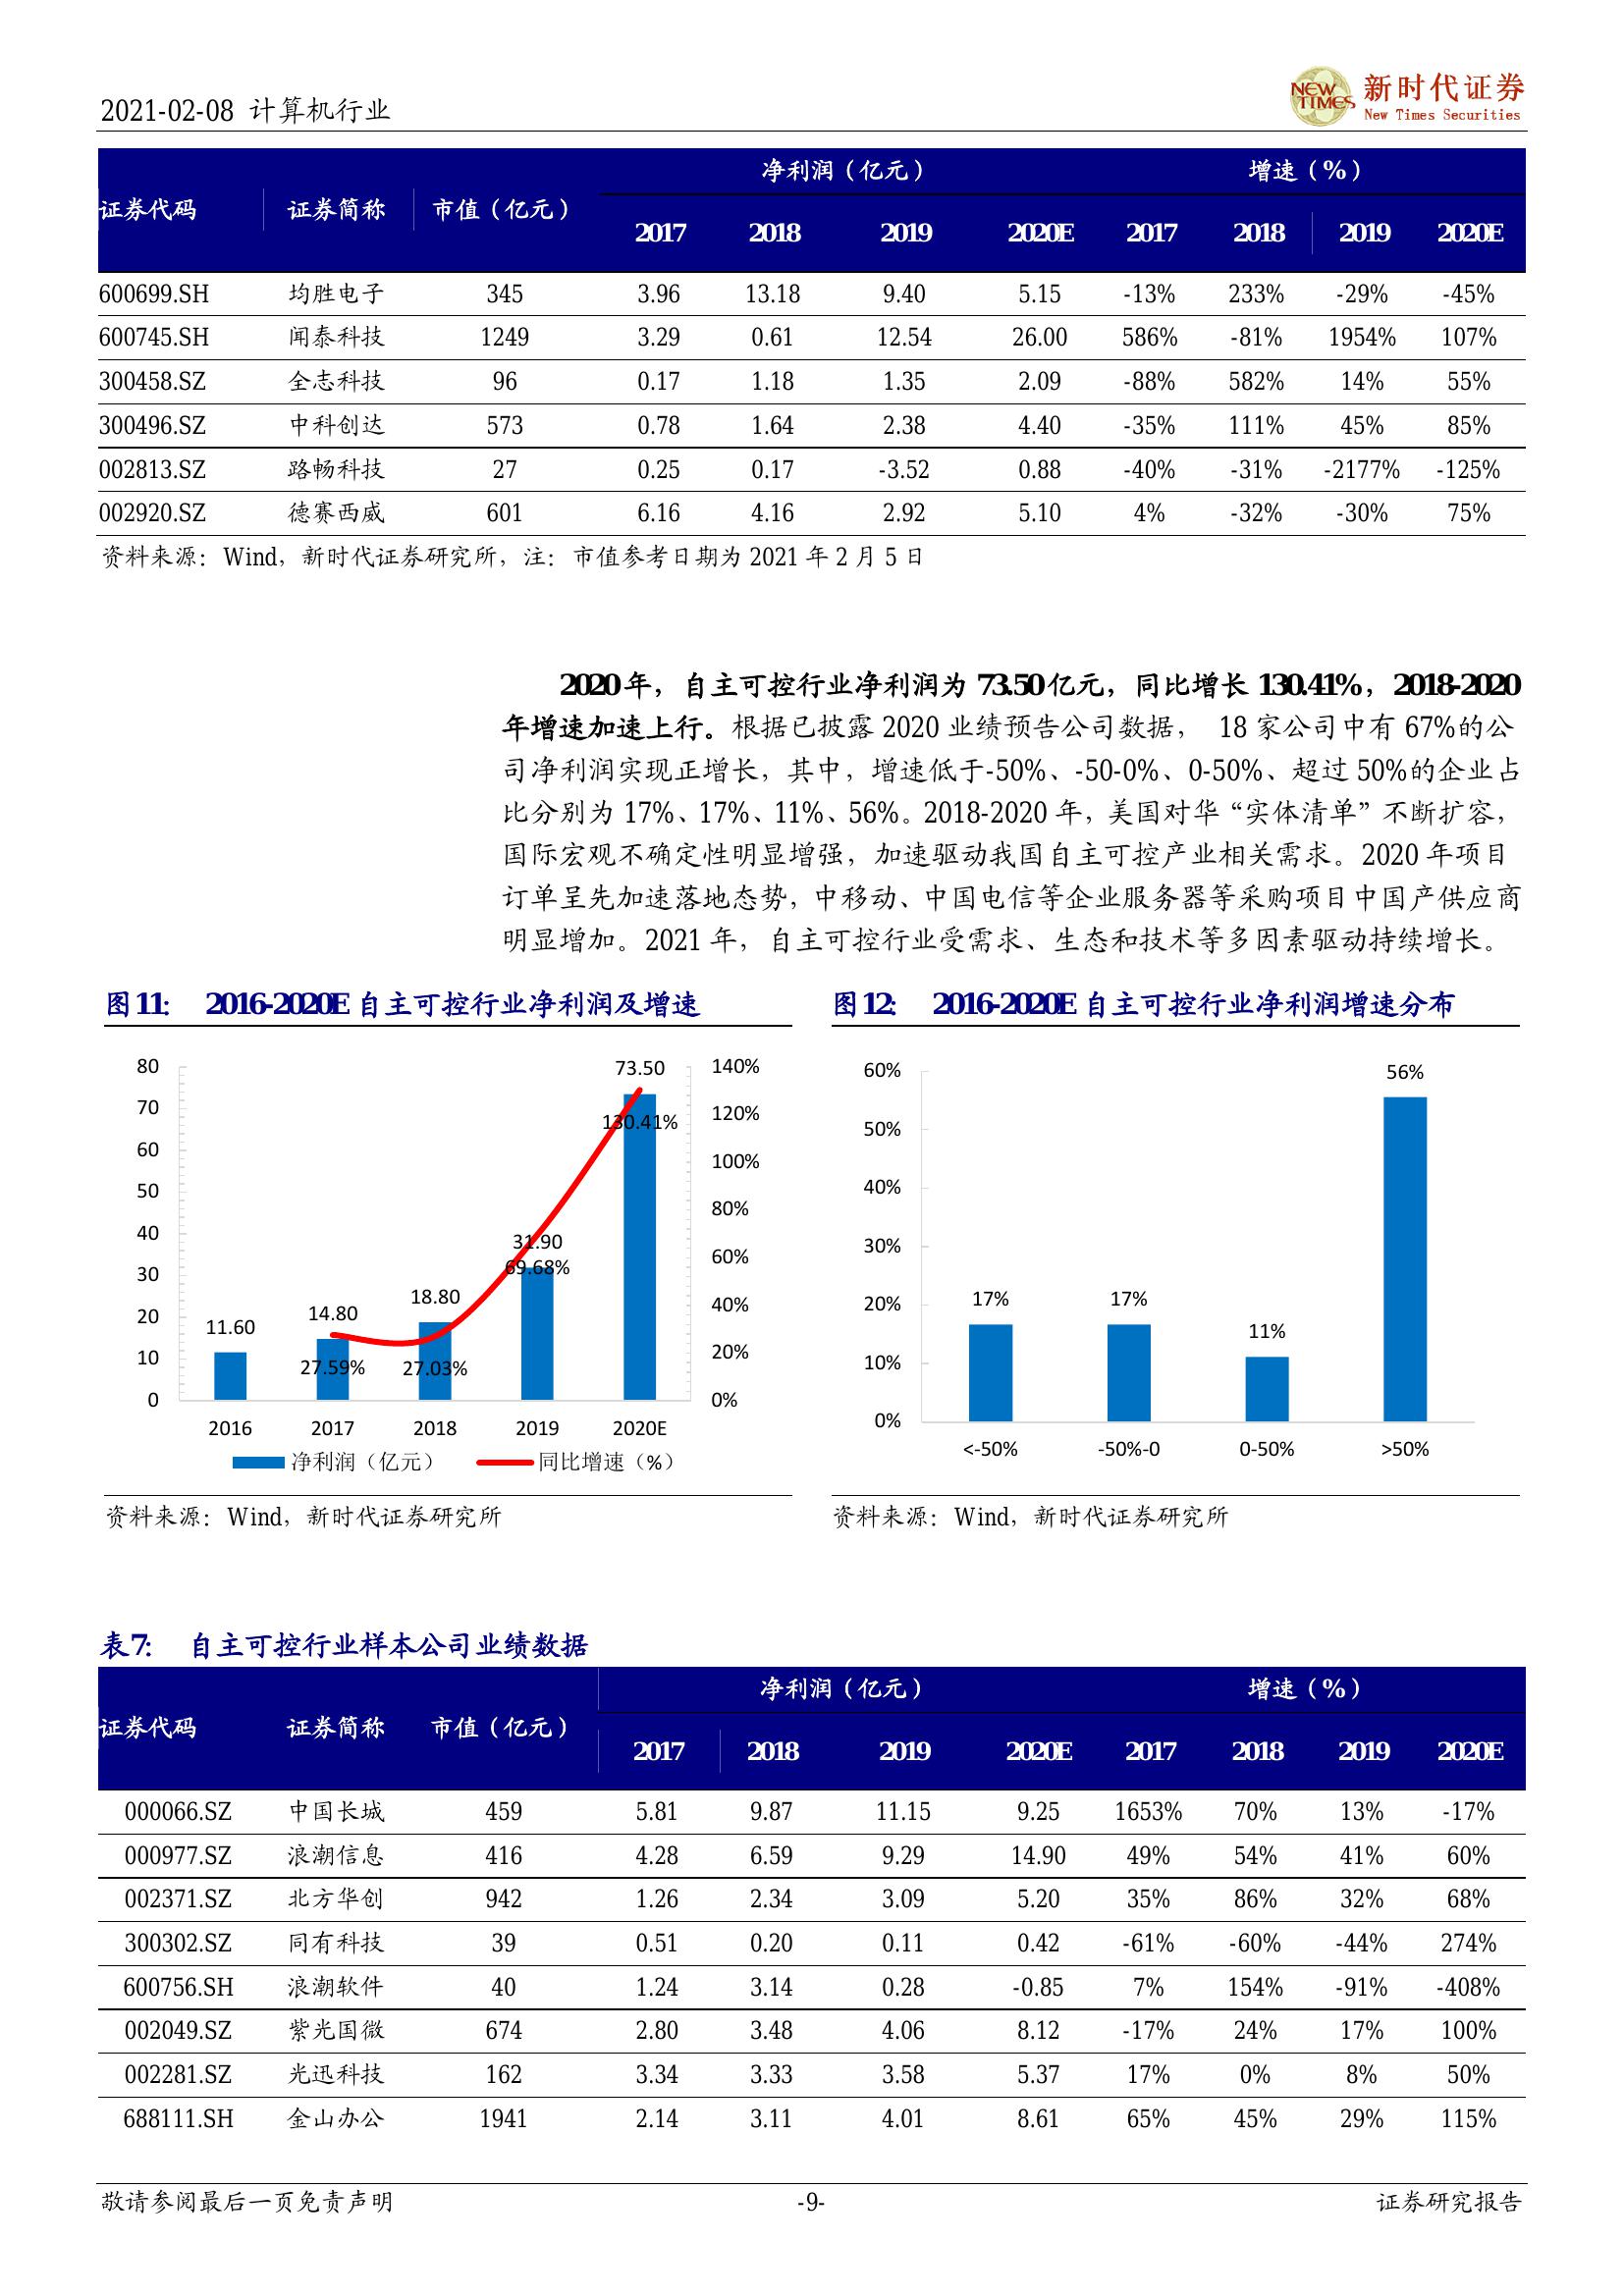 2021-02-08 计算机行业
NEW TIMES 新时代证券
New Times Securities
证券代码 证券简称 市值（亿元） 净利润（亿元） 增速（%）
2017 2018 2019 2020E 2017 2018 2019 2020E
600699.SH 均胜电子 345 3.96 13.18 9.40 5.15 -13% 233% -29% -45%
600745.SH 闻泰科技 1249 3.29 0.61 12.54 26.00 586% -81% 1954% 107%
300458.SZ 全志科技 96 0.17 1.18 1.35 2.09 -88% 582% 14% 55%
300496.SZ 中科创达 573 0.78 1.64 2.38 4.40 -35% 111% 45% 85%
002813.SZ 路畅科技 27 0.25 0.17 -3.52 0.88 -40% -31% -2177% -125%
002920.SZ 德赛西威 601 6.16 4.16 2.92 5.10 4% -32% -30% 75%
资料来源：Wind，新时代证券研究所，注：市值参考日期为 2021 年 2 月 5 日
2020 年，自主可控行业净利润为 73.50 亿元，同比增长 130.41%，2018-2020
年增速加速上行。根据已披露 2020 业绩预告公司数据， 18 家公司中有 67%的公
司净利润实现正增长，其中，增速低于-50%、-50-0%、0-50%、超过 50%的企业占
比分别为 17%、17%、11%、56%。2018-2020 年，美国对华“实体清单”不断扩容，
国际宏观不确定性明显增强，加速驱动我国自主可控产业相关需求。2020 年项目
订单呈先加速落地态势，中移动、中国电信等企业服务器等采购项目中国产供应商
明显增加。2021 年，自主可控行业受需求、生态和技术等多因素驱动持续增长。
图 11： 2016-2020E 自主可控行业净利润及增速
80 73.50 140%
70 130.41% 120%
60 100%
50 80%
40 31.90 60%
30 69.68% 40%
20 11.60 14.80 18.80 20%
10 27.59% 27.03%
0 0%
2016 2017 2018 2019 2020E
净利润（亿元） 同比增速（%）
资料来源：Wind，新时代证券研究所
图 12： 2016-2020E 自主可控行业净利润增速分布
60% 56%
50%
40%
30%
20% 17% 17% 11%
10%
0%
<-50% -50%-0 0-50% >50%
资料来源：Wind，新时代证券研究所
表 7： 自主可控行业样本公司业绩数据
证券代码 证券简称 市值（亿元） 净利润（亿元） 增速（%）
2017 2018 2019 2020E 2017 2018 2019 2020E
000066.SZ 中国长城 459 5.81 9.87 11.15 9.25 1653% 70% 13% -17%
000977.SZ 浪潮信息 416 4.28 6.59 9.29 14.90 49% 54% 41% 60%
002371.SZ 北方华创 942 1.26 2.34 3.09 5.20 35% 86% 32% 68%
300302.SZ 同有科技 39 0.51 0.20 0.11 0.42 -61% -60% -44% 274%
600756.SH 浪潮软件 40 1.24 3.14 0.28 -0.85 7% 154% -91% -408%
002049.SZ 紫光国微 674 2.80 3.48 4.06 8.12 -17% 24% 17% 100%
002281.SZ 光迅科技 162 3.34 3.33 3.58 5.37 17% 0% 8% 50%
688111.SH 金山办公 1941 2.14 3.11 4.01 8.61 65% 45% 29% 115%
敬请参阅最后一页免责声明 -9- 证券研究报告